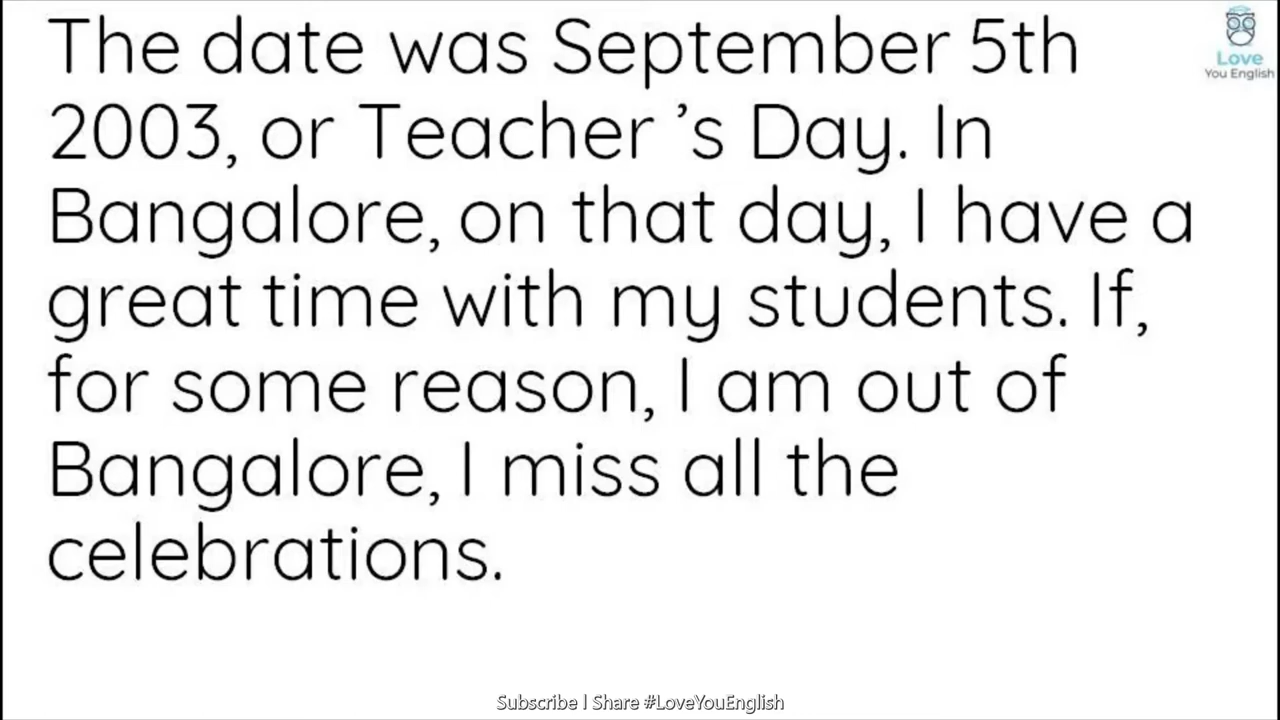 The date was September 5th
2003, or Teacher ’s Day. In
Bangalore, on that day, I have a
great time with my students. If,
for some reason, I am out of
Bangalore, I miss all the
celebrations.
Love
You English
Subscribe | Share #LoveYouEnglish